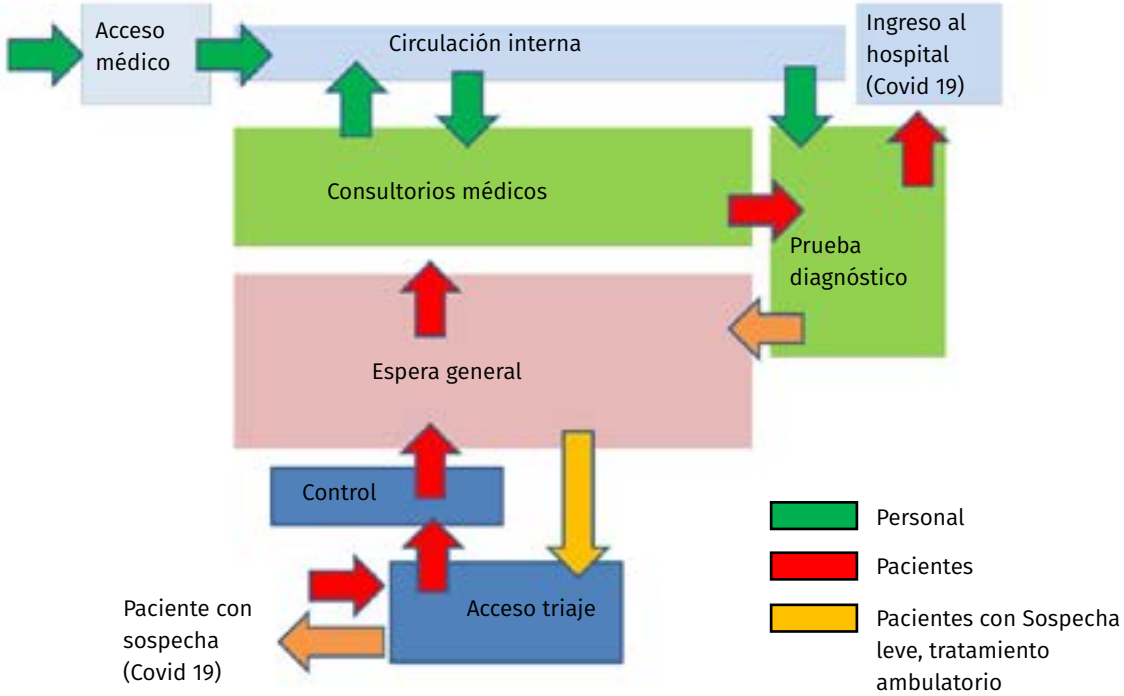 Acceso
médico
Circulación interna
Ingreso al
hospital
(Covid 19)
Consultorios médicos
Prueba
diagnóstico
Espera general
Control
Acceso triaje
Paciente con
sospecha
(Covid 19)
Personal
Pacientes
Pacientes con Sospecha
leve, tratamiento
ambulatorio